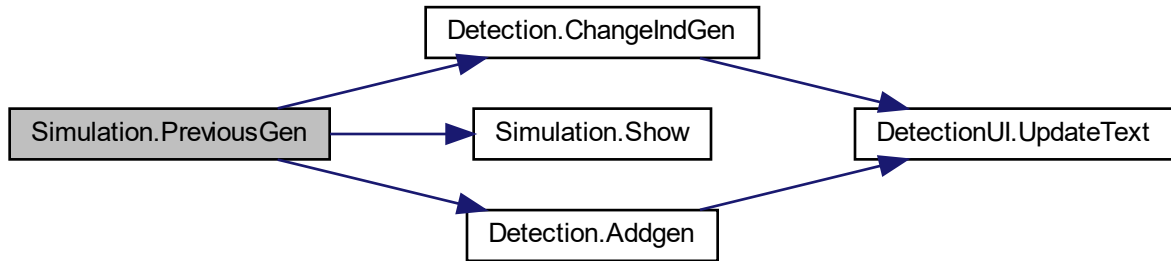 Detection.ChangeIndGen
Simulation.PreviousGen
Simulation.Show
DetectionUI.UpdateText
Detection.Addgen